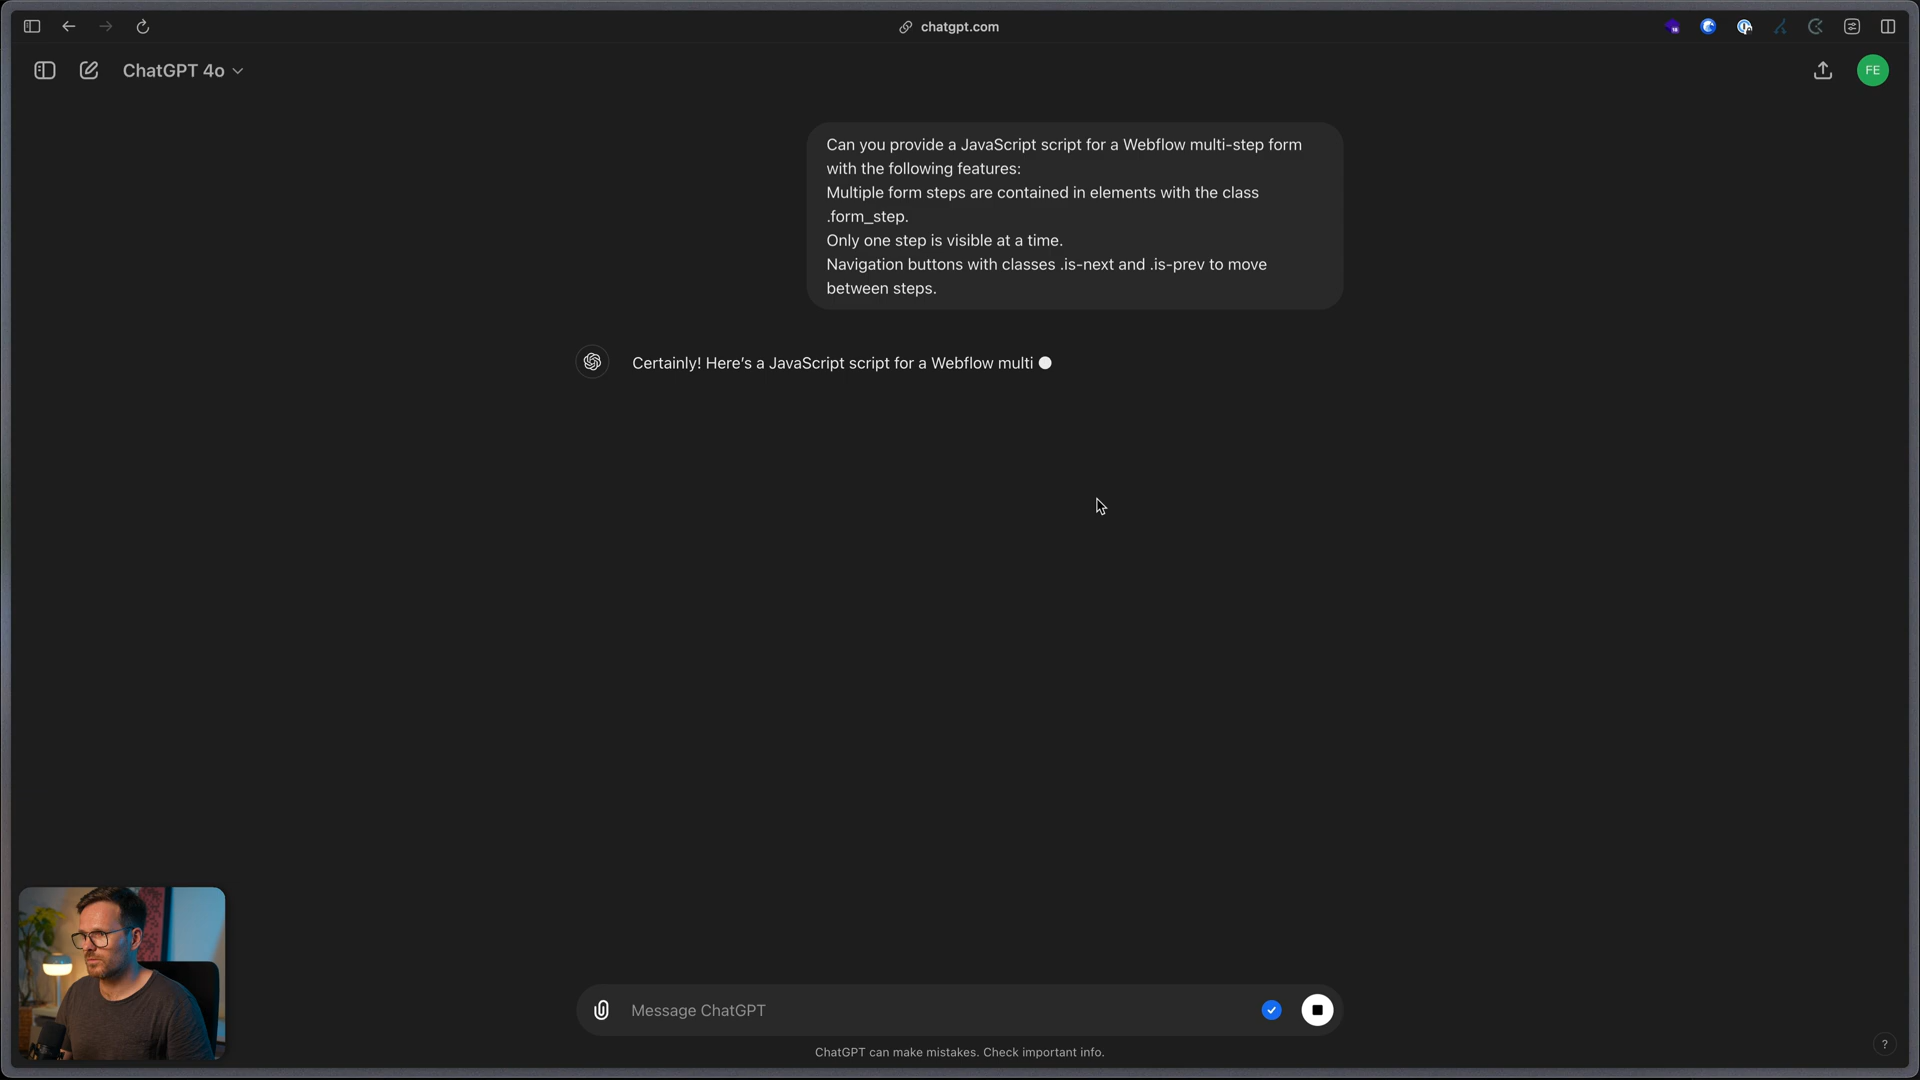 chatgpt.com
ChatGPT 4o
FE
Can you provide a JavaScript script for a Webflow multi-step form
with the following features:
Multiple form steps are contained in elements with the class
.form_step.
Only one step is visible at a time.
Navigation buttons with classes .is-next and .is-prev to move
between steps.
Certainly! Here’s a JavaScript script for a Webflow multi
Message ChatGPT
ChatGPT can make mistakes. Check important info.
?